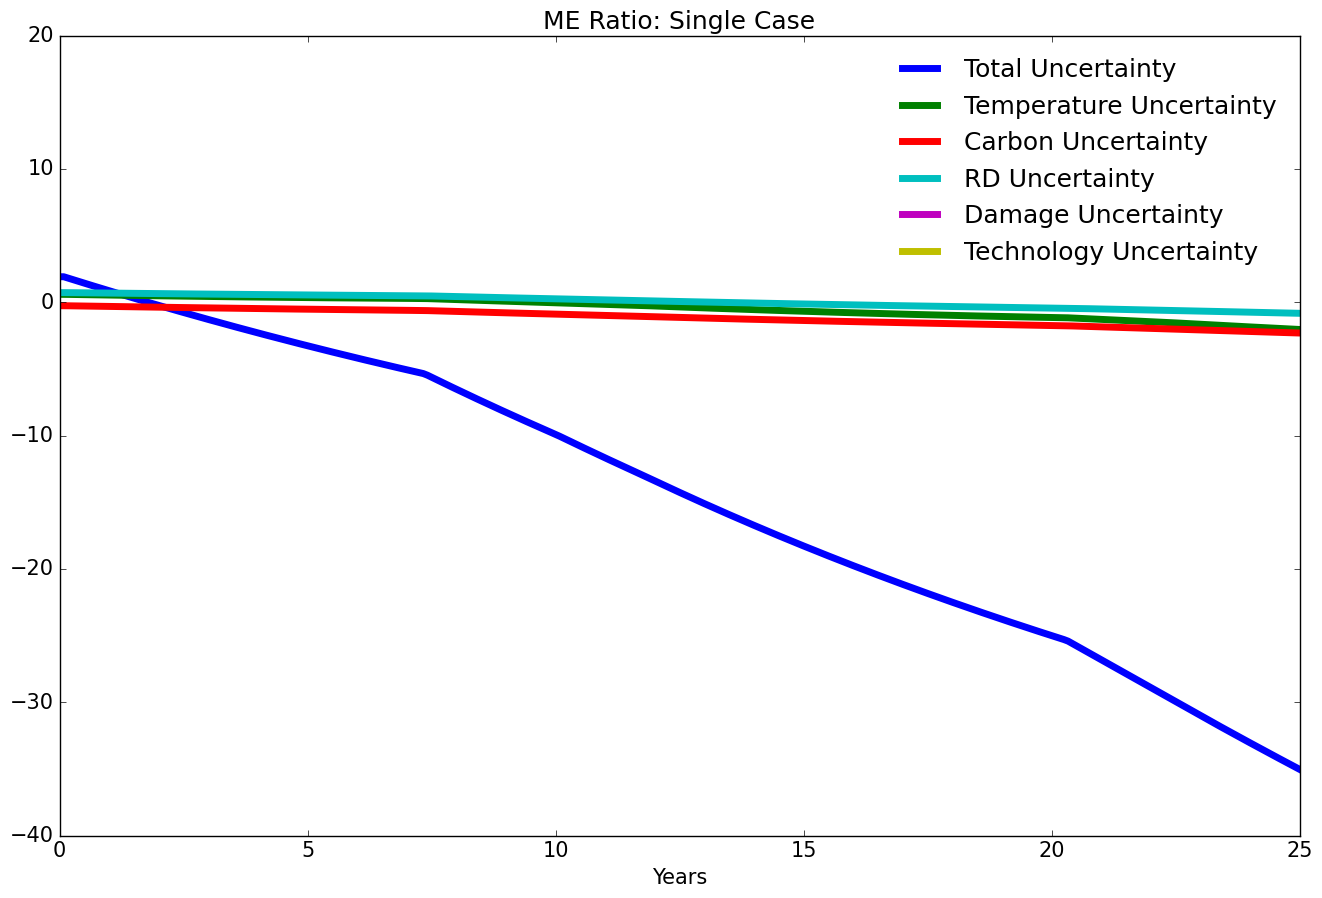 ME Ratio: Single Case
20
10
0
−10
−20
−30
−40
Total Uncertainty
Temperature Uncertainty
Carbon Uncertainty
RD Uncertainty
Damage Uncertainty
Technology Uncertainty
0 5 10 15 20 25
Years